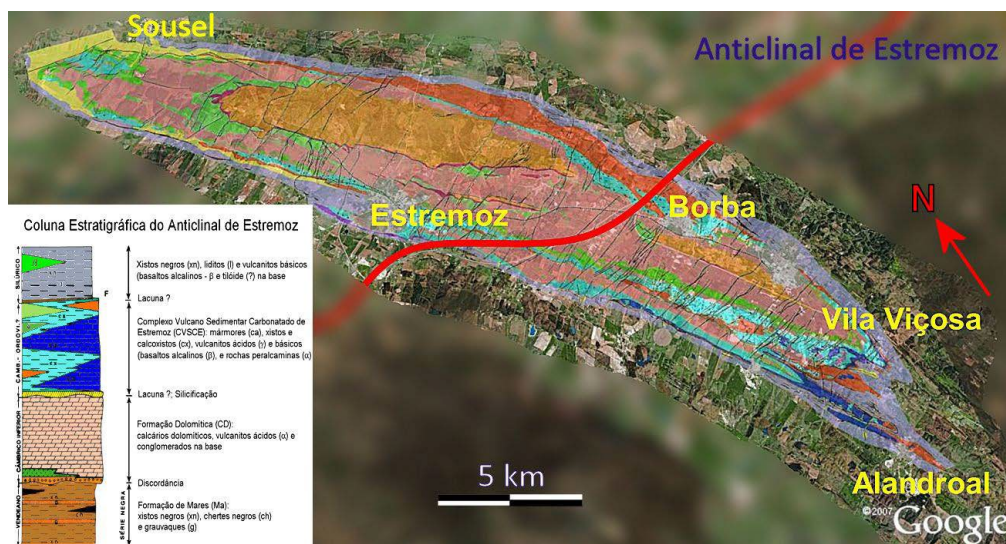 Sousel
Anticlinal de Estremoz
N
Estremoz
Borba
Vila Viçosa
Alandroal
5 km
©2007 Google
Coluna Estratigráfica do Anticlinal de Estremoz
SILÚRICO
Xistos negros (xn), liditos (l) e vulcanitos básicos
(basaltos alcalinos - β e tilóide (?) na base
F
Lacuna ?
CAMB. - ORDOVI. ?
Complexo Vulcano Sedimentar Carbonatado de
Estremoz (CVSCE): mármores (ca), xistos e
calcoxistos (cx), vulcanitos ácidos (γ) e básicos
(basaltos alcalinos (β), e rochas peralcaminas (α)
Lacuna ?; Silicificação
CÂMBRICO INFERIOR
Formação Dolomítica (CD):
calcários dolomíticos, vulcanitos ácidos (α) e
conglomerados na base
Discordância
VENDEANO
SÉRIE NEGRA
Formação de Mares (Ma):
xistos negros (xn), chertes negros (ch)
e grauvaques (g)